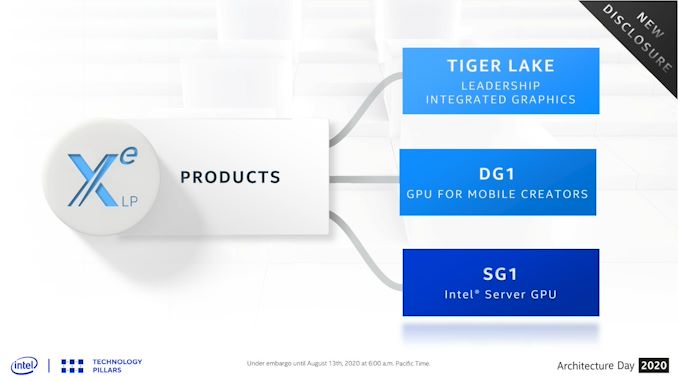 NEW
DISCLOSURE
TIGER LAKE
LEADERSHIP
INTEGRATED GRAPHICS
Xe
LP
PRODUCTS
DG1
GPU FOR MOBILE CREATORS
SG1
Intel® Server GPU
intel
TECHNOLOGY
PILLARS
Under embargo until August 13th, 2020 at 6:00 a.m. Pacific Time.
Architecture Day 2020